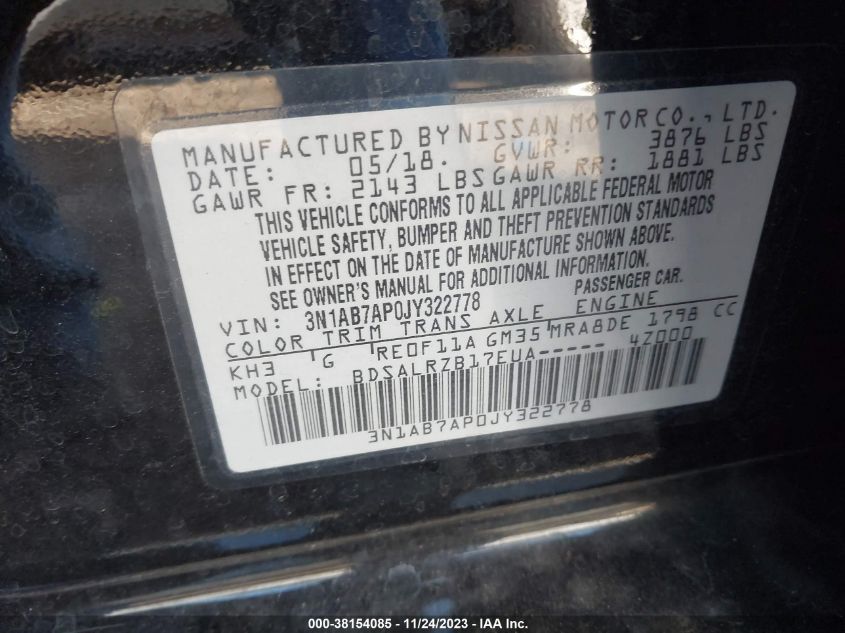 MANUFACTURED BY NISSAN MOTOR CO., LTD.
DATE: 05/18. GVWR: 3876 LBS
GAWR FR: 2143 LBS GAWR RR: 1881 LBS
THIS VEHICLE CONFORMS TO ALL APPLICABLE FEDERAL MOTOR
VEHICLE SAFETY, BUMPER AND THEFT PREVENTION STANDARDS
IN EFFECT ON THE DATE OF MANUFACTURE SHOWN ABOVE.
SEE OWNER'S MANUAL FOR ADDITIONAL INFORMATION.
VIN: 3N1AB7AP0JY322778 PASSENGER CAR.
COLOR TRIM TRANS AXLE ENGINE
KH3 G RE0F11A GM35 MRA8DE 1798 CC
MODEL: BDSALRZB17EUA----- 4Z000
3N1AB7AP0JY322778
000-38154085 - 11/24/2023 - IAA Inc.